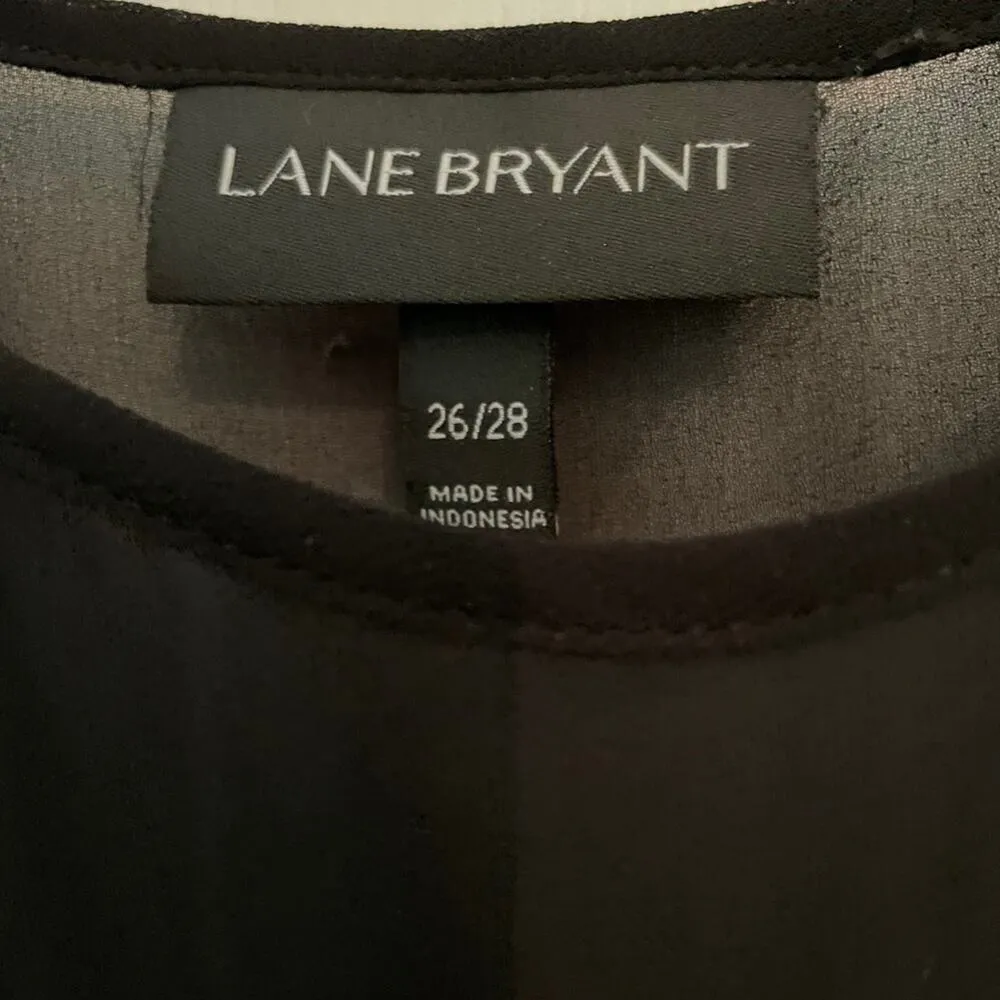 LANE BRYANT
26/28
MADE IN
INDONESIA